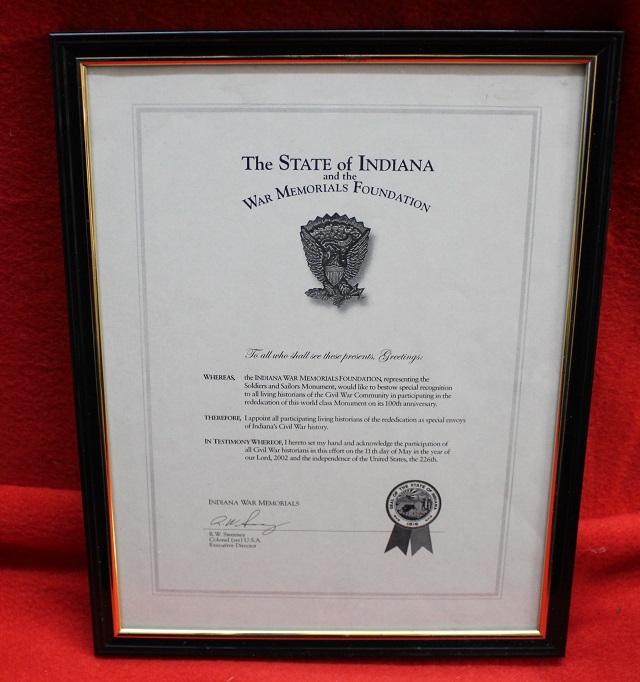 The STATE of INDIANA
and the
WAR MEMORIALS FOUNDATION
To all who shall see these presents, Greetings:
WHEREAS, the INDIANA WAR MEMORIALS FOUNDATION, representing the
Soldiers and Sailors Monument, would like to bestow special recognition
to all living historians of the Civil War Community in participating in the
rededication of this world class Monument on its 100th anniversary.
THEREFORE, I appoint all participating living historians of the rededication as special envoys
of Indiana's Civil War history.
IN TESTIMONY WHEREOF, I hereto set my hand and acknowledge the participation of
all Civil War historians in this effort on the 11th day of May in the year of
our Lord, 2002 and the independence of the United States, the 226th.
INDIANA WAR MEMORIALS
R.W. Sweeney
Colonel (ret) U.S.A.
Executive Director
SEAL OF THE STATE OF INDIANA
1816